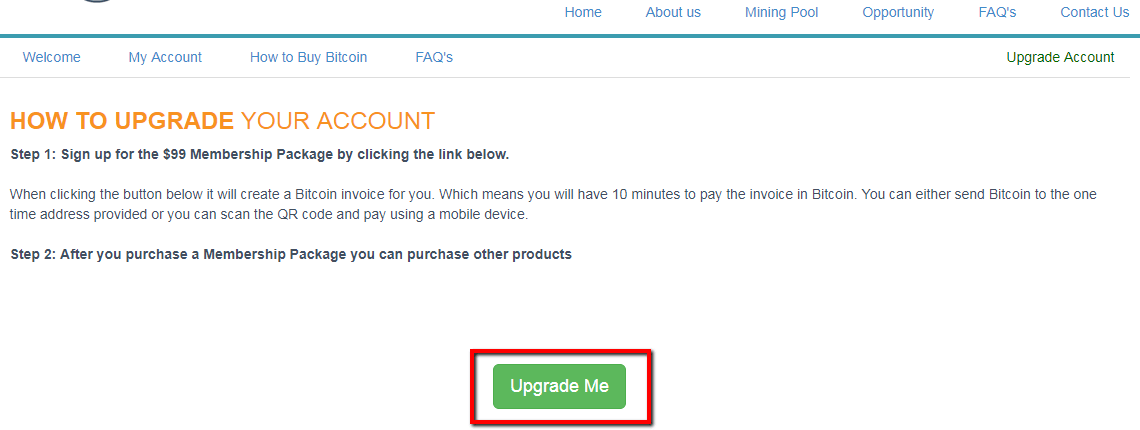 Home About us Mining Pool Opportunity FAQ's Contact Us
Welcome My Account How to Buy Bitcoin FAQ's Upgrade Account
HOW TO UPGRADE YOUR ACCOUNT
Step 1: Sign up for the $99 Membership Package by clicking the link below.
When clicking the button below it will create a Bitcoin invoice for you. Which means you will have 10 minutes to pay the invoice in Bitcoin. You can either send Bitcoin to the one
time address provided or you can scan the QR code and pay using a mobile device.
Step 2: After you purchase a Membership Package you can purchase other products
Upgrade Me